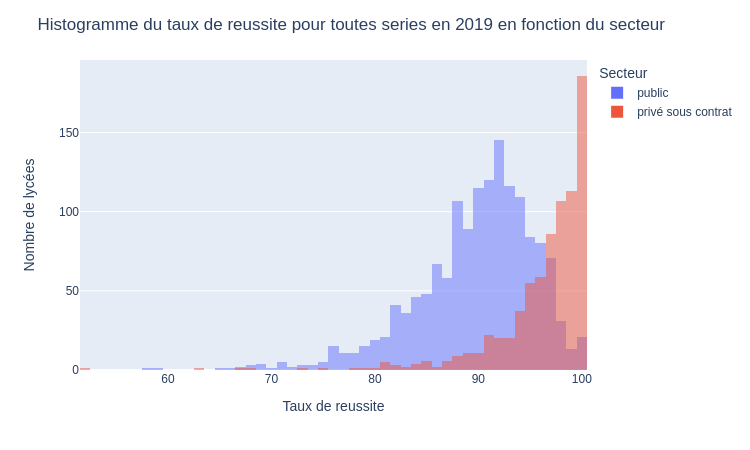 Histogramme du taux de reussite pour toutes series en 2019 en fonction du secteur
Secteur
public
privé sous contrat
150
100
50
0
Nombre de lycées
60 70 80 90 100
Taux de reussite